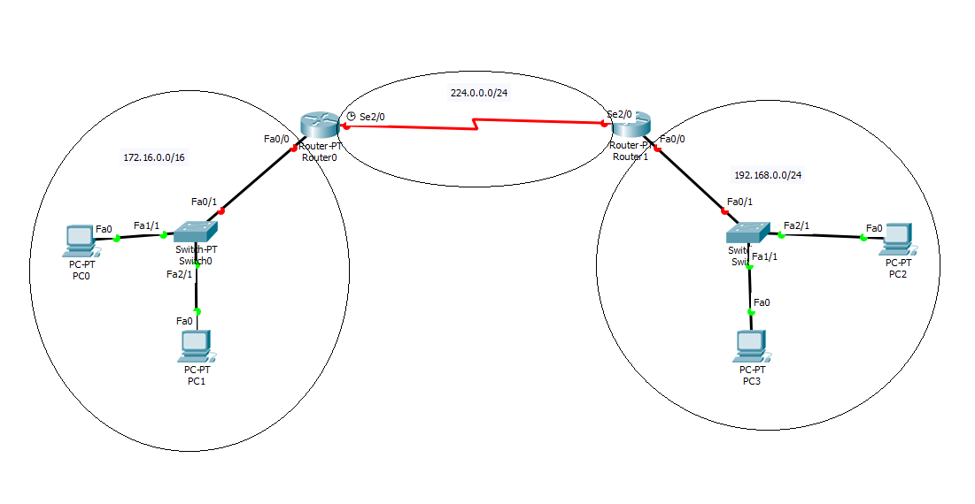 224.0.0.0/24
Se2/0
Se2/0
Fa0/0
Router-PT
Router0
Router-PT
Router1
Fa0/0
172.16.0.0/16
192.168.0.0/24
Fa0/1
Fa0/1
Fa0
Fa1/1
Switch-PT
Switch0
Fa2/1
PC-PT
PC0
Fa2/1
Fa0
Swit
Swi
Fa1/1
PC-PT
PC2
Fa0
PC-PT
PC1
Fa0
PC-PT
PC3